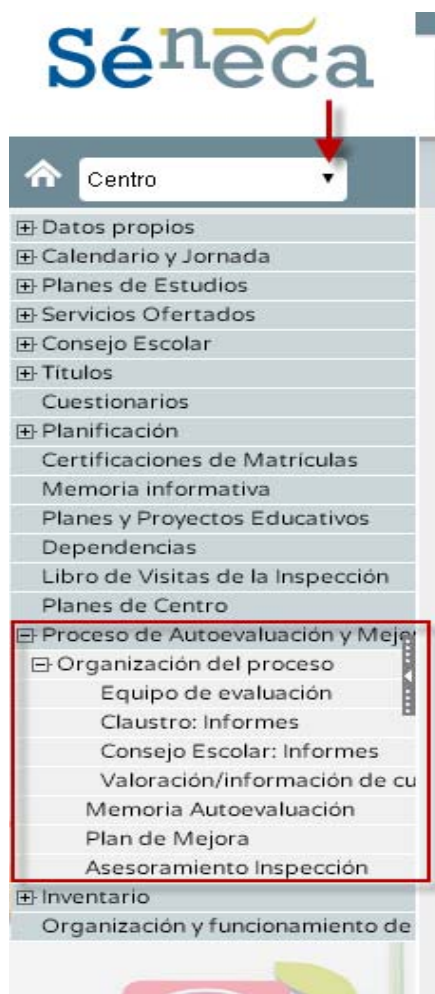 Séneca
Centro
Datos propios
Calendario y Jornada
Planes de Estudios
Servicios Ofertados
Consejo Escolar
Títulos
Cuestionarios
Planificación
Certificaciones de Matrículas
Memoria informativa
Planes y Proyectos Educativos
Dependencias
Libro de Visitas de la Inspección
Planes de Centro
Proceso de Autoevaluación y Mejo
Organización del proceso
Equipo de evaluación
Claustro: Informes
Consejo Escolar: Informes
Valoración/información de cu
Memoria Autoevaluación
Plan de Mejora
Asesoramiento Inspección
Inventario
Organización y funcionamiento de